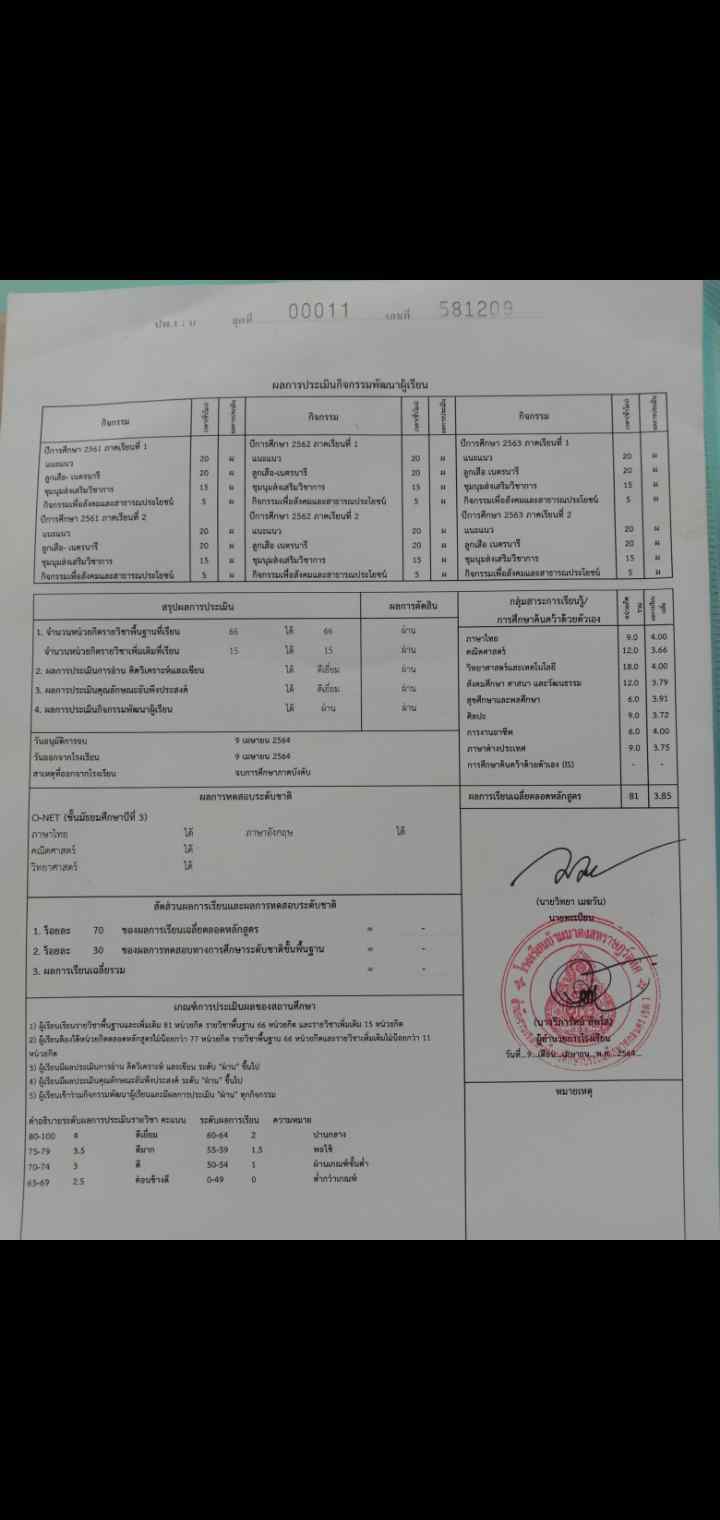 ชุดที่ 00011 เลขที่ 581209
ผลการประเมินกิจกรรมพัฒนาผู้เรียน
กิจกรรม เวลา(ชั่วโมง) ผลการประเมิน กิจกรรม เวลา(ชั่วโมง) ผลการประเมิน กิจกรรม เวลา(ชั่วโมง) ผลการประเมิน
ปีการศึกษา 2561 ภาคเรียนที่ 1 ปีการศึกษา 2562 ภาคเรียนที่ 1 ปีการศึกษา 2563 ภาคเรียนที่ 1
แนะแนว 20 ผ แนะแนว 20 ผ แนะแนว 20 ผ
ลูกเสือ- เนตรนารี 20 ผ ลูกเสือ-เนตรนารี 20 ผ ลูกเสือ เนตรนารี 20 ผ
ชุมนุมส่งเสริมวิชาการ 15 ผ ชุมนุมส่งเสริมวิชาการ 15 ผ ชุมนุมส่งเสริมวิชาการ 15 ผ
กิจกรรมเพื่อสังคมและสาธารณประโยชน์ 5 ผ กิจกรรมเพื่อสังคมและสาธารณประโยชน์ 5 ผ กิจกรรมเพื่อสังคมและสาธารณประโยชน์ 5 ผ
ปีการศึกษา 2561 ภาคเรียนที่ 2 ปีการศึกษา 2562 ภาคเรียนที่ 2 ปีการศึกษา 2563 ภาคเรียนที่ 2
แนะแนว 20 ผ แนะแนว 20 ผ แนะแนว 20 ผ
ลูกเสือ- เนตรนารี 20 ผ ลูกเสือ เนตรนารี 20 ผ ลูกเสือ เนตรนารี 20 ผ
ชุมนุมส่งเสริมวิชาการ 15 ผ ชุมนุมส่งเสริมวิชาการ 15 ผ ชุมนุมส่งเสริมวิชาการ 15 ผ
กิจกรรมเพื่อสังคมและสาธารณประโยชน์ 5 ผ กิจกรรมเพื่อสังคมและสาธารณประโยชน์ 5 ผ กิจกรรมเพื่อสังคมและสาธารณประโยชน์ 5 ผ
สรุปผลการประเมิน ผลการตัดสิน
1. จำนวนหน่วยกิตรายวิชาพื้นฐานที่เรียน 66 ได้ 66 ผ่าน
จำนวนหน่วยกิตรายวิชาเพิ่มเติมที่เรียน 15 ได้ 15 ผ่าน
2. ผลการประเมินการอ่าน คิดวิเคราะห์และเขียน ได้ ดีเยี่ยม ผ่าน
3. ผลการประเมินคุณลักษณะอันพึงประสงค์ ได้ ดีเยี่ยม ผ่าน
4. ผลการประเมินกิจกรรมพัฒนาผู้เรียน ได้ ผ่าน ผ่าน
วันอนุมัติการจบ 9 เมษายน 2564
วันออกจากโรงเรียน 9 เมษายน 2564
สาเหตุที่ออกจากโรงเรียน จบการศึกษาภาคบังคับ
กลุ่มสาระการเรียนรู้/ หน่วยกิตรวม ผลการเรียนเฉลี่ย
การศึกษาค้นคว้าด้วยตัวเอง
ภาษาไทย 9.0 4.00
คณิตศาสตร์ 12.0 3.66
วิทยาศาสตร์และเทคโนโลยี 18.0 4.00
สังคมศึกษา ศาสนา และวัฒนธรรม 12.0 3.79
สุขศึกษาและพลศึกษา 6.0 3.91
ศิลปะ 9.0 3.72
การงานอาชีพ 6.0 4.00
ภาษาต่างประเทศ 9.0 3.75
การศึกษาค้นคว้าด้วยตัวเอง (IS) - -
ผลการเรียนเฉลี่ยตลอดหลักสูตร 81 3.85
ผลการทดสอบระดับชาติ
O-NET (ชั้นมัธยมศึกษาปีที่ 3)
ภาษาไทย ได้ ภาษาอังกฤษ ได้
คณิตศาสตร์ ได้
วิทยาศาสตร์ ได้
สัดส่วนผลการเรียนและผลการทดสอบระดับชาติ
1. ร้อยละ 70 ของผลการเรียนเฉลี่ยตลอดหลักสูตร = -
2. ร้อยละ 30 ของผลการทดสอบทางการศึกษาระดับชาติขั้นพื้นฐาน = -
3. ผลการเรียนเฉลี่ยรวม = -
(นายวิทยา เมฆวัน)
นายทะเบียน
ผู้อำนวยการโรงเรียน
วันที่...9...เดือน...เมษายน...พ.ศ...2564...
เกณฑ์การประเมินผลของสถานศึกษา
1) ผู้เรียนเรียนรายวิชาพื้นฐานและเพิ่มเติม 81 หน่วยกิต รายวิชาพื้นฐาน 66 หน่วยกิต และรายวิชาเพิ่มเติม 15 หน่วยกิต
2) ผู้เรียนต้องได้หน่วยกิตตลอดหลักสูตรไม่น้อยกว่า 77 หน่วยกิต รายวิชาพื้นฐาน 66 หน่วยกิตและรายวิชาเพิ่มเติมไม่น้อยกว่า 11
หน่วยกิต
3) ผู้เรียนมีผลประเมินการอ่าน คิดวิเคราะห์ และเขียน ระดับ "ผ่าน" ขึ้นไป
4) ผู้เรียนมีผลประเมินคุณลักษณะอันพึงประสงค์ ระดับ "ผ่าน" ขึ้นไป
5) ผู้เรียนเข้าร่วมกิจกรรมพัฒนาผู้เรียนและมีผลการประเมิน "ผ่าน" ทุกกิจกรรม
คำอธิบายระดับผลการประเมินรายวิชา คะแนน ระดับผลการเรียน ความหมาย
80-100 4 ดีเยี่ยม 60-64 2 ปานกลาง
75-79 3.5 ดีมาก 55-59 1.5 พอใช้
70-74 3 ดี 50-54 1 ผ่านเกณฑ์ขั้นต่ำ
65-69 2.5 ค่อนข้างดี 0-49 0 ต่ำกว่าเกณฑ์
หมายเหตุ